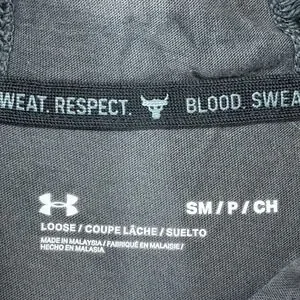 WEAT. RESPECT. BLOOD. SWEA
SM / P / CH
LOOSE / COUPE LÂCHE / SUELTO
MADE IN MALAYSIA / FABRIQUÉ EN MALAISIE /
HECHO EN MALASIA